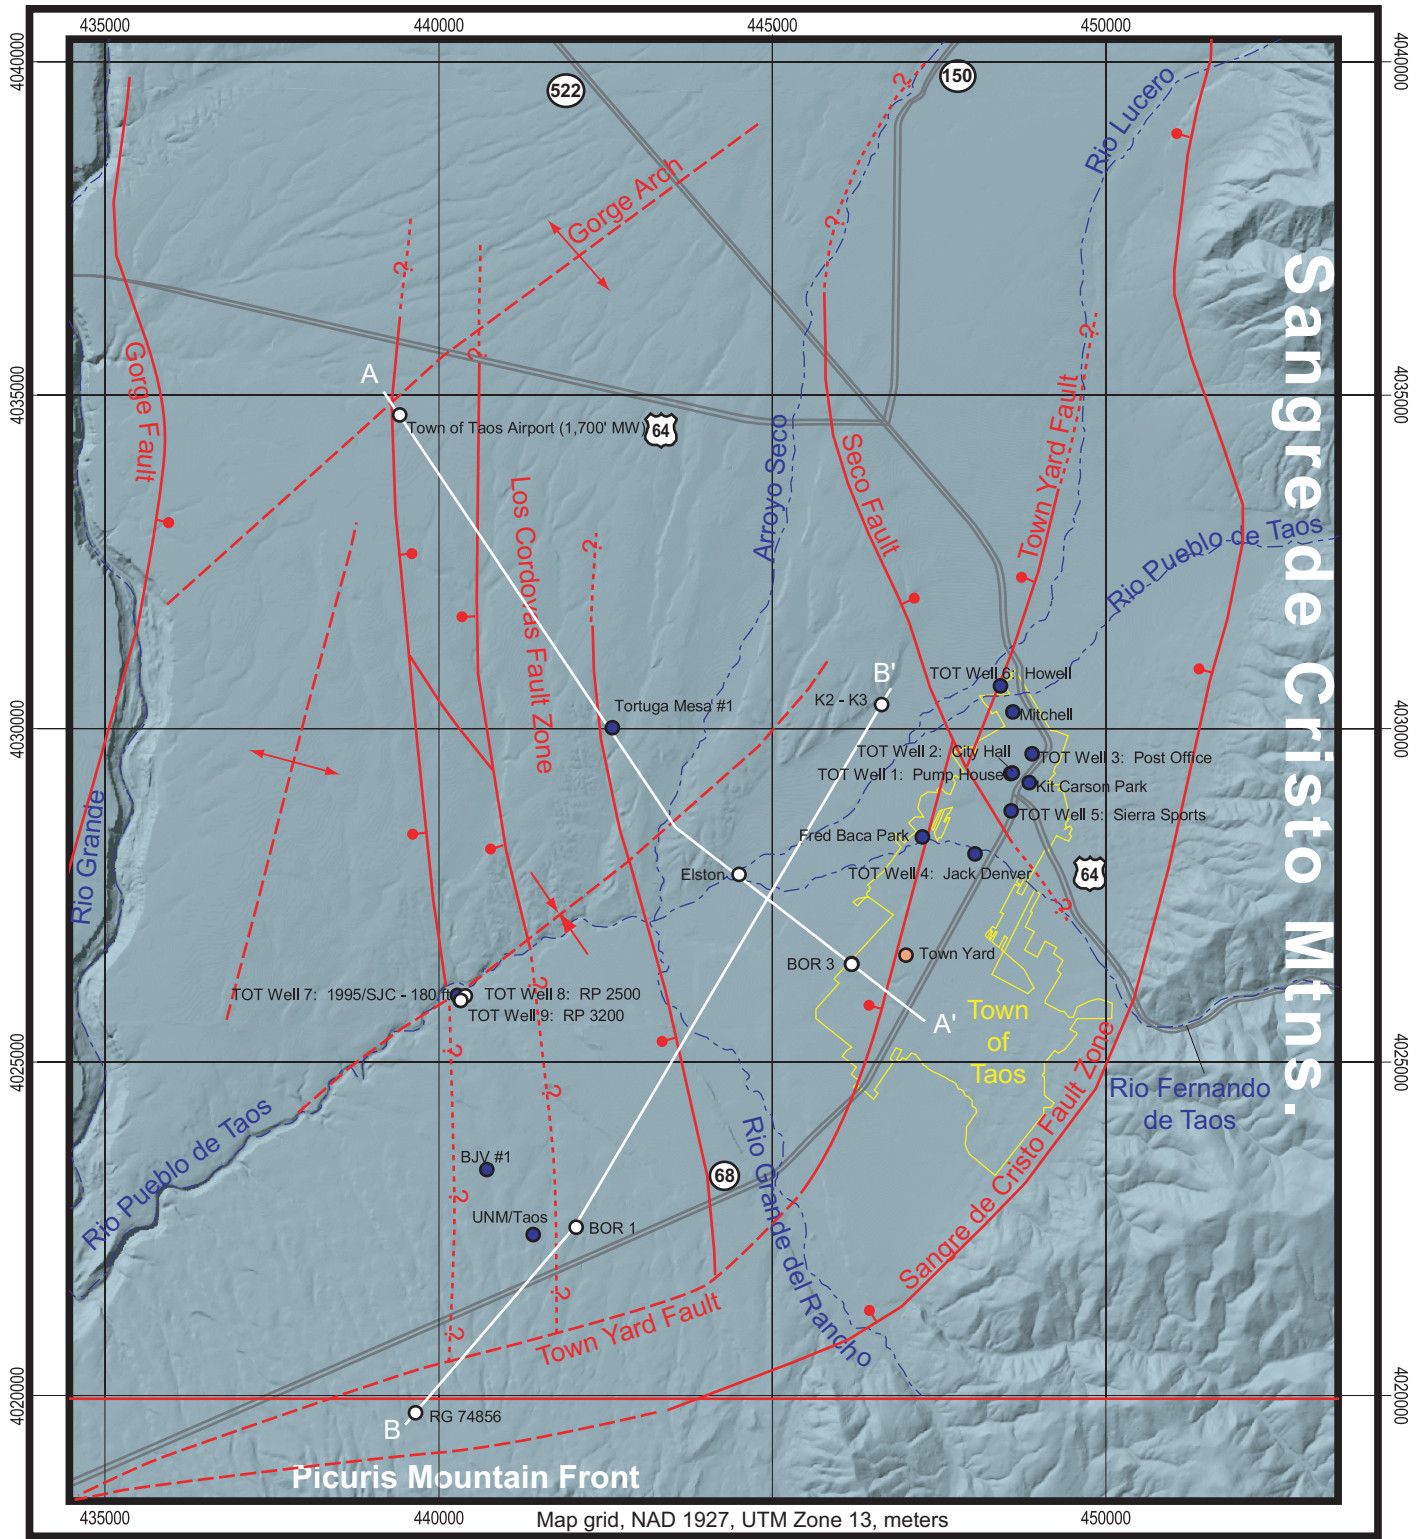 435000
440000
445000
450000
4040000
4040000
522
150
?
Rio Lucero
Gorge Arch
?
?
Sangre de Cristo Mtns.
?
?
A
4035000
4035000
Gorge Fault
Town of Taos Airport (1,700' MW)
64
Arroyo Seco
Seco Fault
Town Yard Fault
Los Cordovas Fault Zone
?
Rio Pueblo de Taos
B'
TOT Well 6: Howell
K2 - K3
Tortuga Mesa #1
Mitchell
4030000
4030000
TOT Well 2: City Hall
TOT Well 3: Post Office
TOT Well 1: Pump House
Kit Carson Park
TOT Well 5: Sierra Sports
Fred Baca Park
Rio Grande
Elston
TOT Well 4: Jack Denver
64
?
BOR 3
Town Yard
TOT Well 7: 1995/SJC - 180 ft
TOT Well 8: RP 2500
TOT Well 9: RP 3200
?
?
A'
Town
of
Taos
4025000
4025000
?
Rio Fernando
de Taos
Rio Pueblo de Taos
BJV #1
68
?
UNM/Taos
BOR 1
Rio Grande del Rancho
Sangre de Cristo Fault Zone
?
?
Town Yard Fault
4020000
4020000
RG 74856
B
Picuris Mountain Front
435000
440000
Map grid, NAD 1927, UTM Zone 13, meters
450000